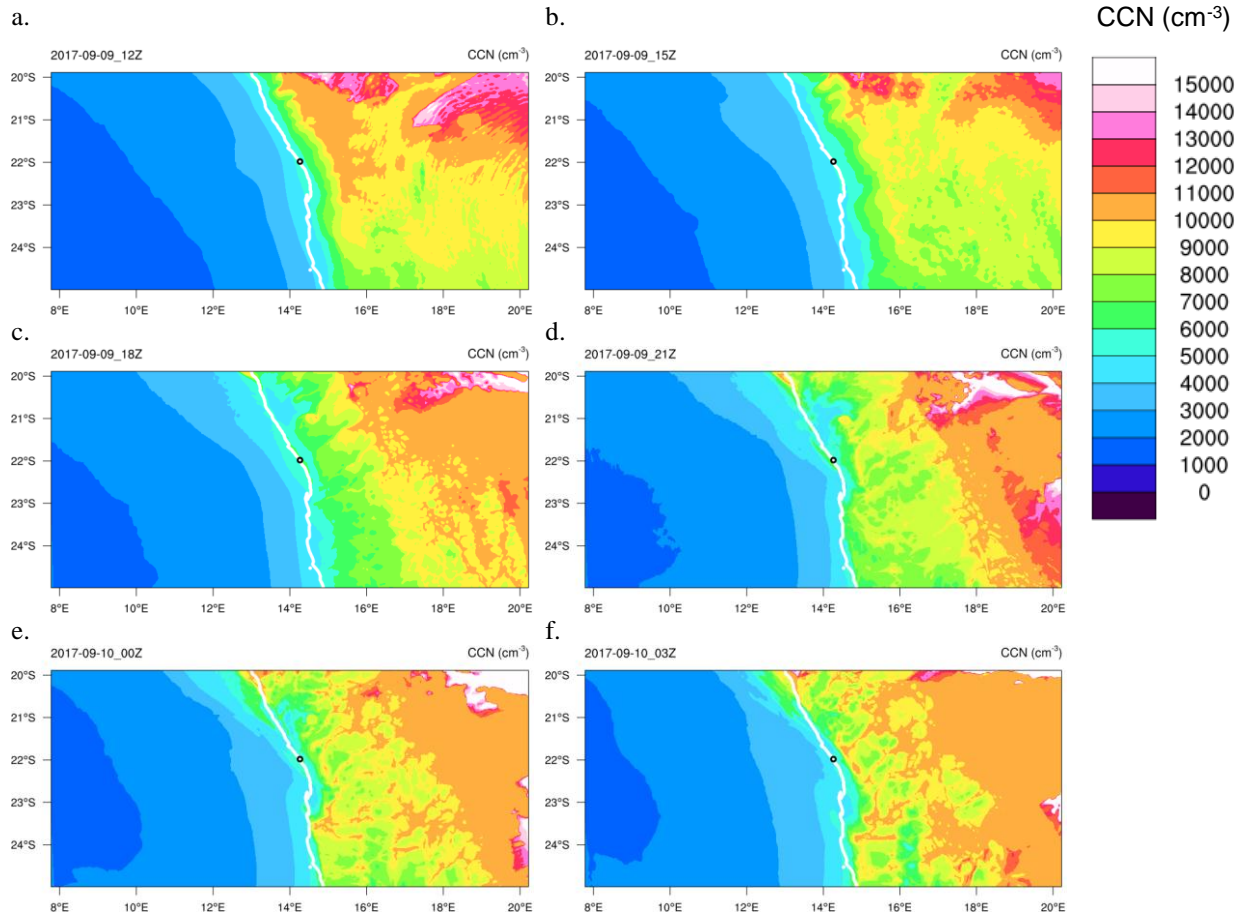 a.
2017-09-09_12Z CCN (cm-3)
20°S
21°S
22°S
23°S
24°S
8°E 10°E 12°E 14°E 16°E 18°E 20°E
b.
2017-09-09_15Z CCN (cm-3)
20°S
21°S
22°S
23°S
24°S
8°E 10°E 12°E 14°E 16°E 18°E 20°E
CCN (cm-3)
15000
14000
13000
12000
11000
10000
9000
8000
7000
6000
5000
4000
3000
2000
1000
0
c.
2017-09-09_18Z CCN (cm-3)
20°S
21°S
22°S
23°S
24°S
8°E 10°E 12°E 14°E 16°E 18°E 20°E
d.
2017-09-09_21Z CCN (cm-3)
20°S
21°S
22°S
23°S
24°S
8°E 10°E 12°E 14°E 16°E 18°E 20°E
e.
2017-09-10_00Z CCN (cm-3)
20°S
21°S
22°S
23°S
24°S
8°E 10°E 12°E 14°E 16°E 18°E 20°E
f.
2017-09-10_03Z CCN (cm-3)
20°S
21°S
22°S
23°S
24°S
8°E 10°E 12°E 14°E 16°E 18°E 20°E